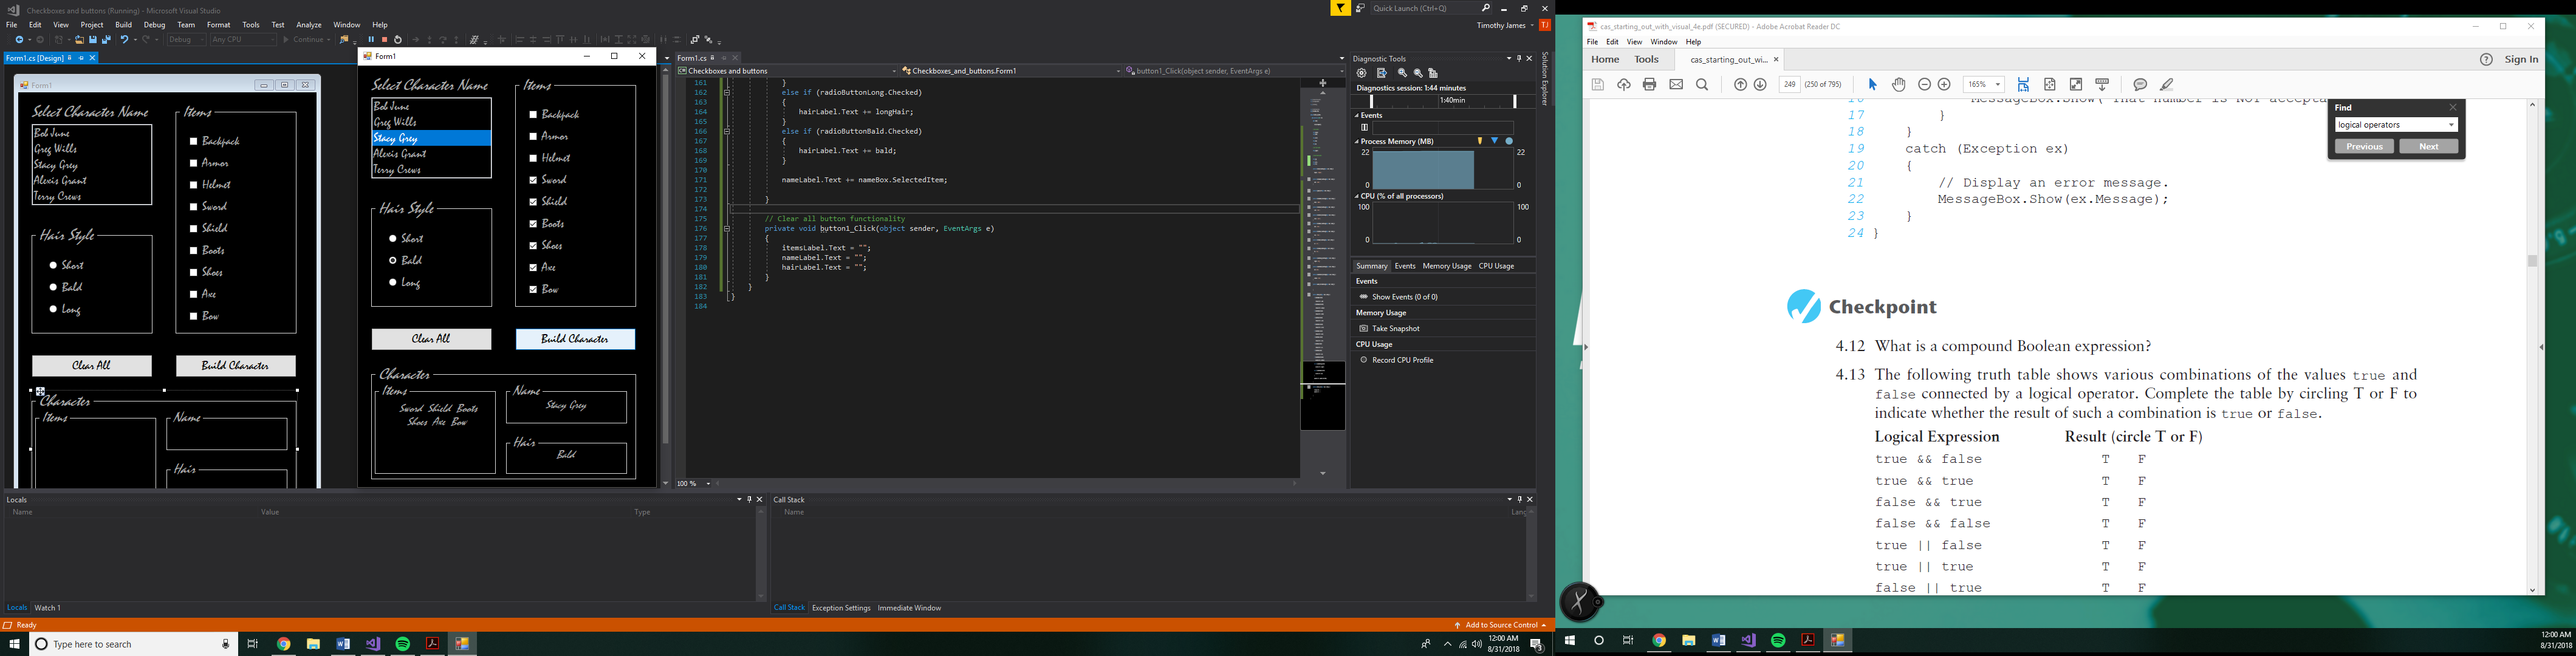 Checkboxes and buttons (Running) - Microsoft Visual Studio
Quick Launch (Ctrl+Q)
File Edit View Project Build Debug Team Format Tools Test Analyze Window Help
Timothy James TJ
Debug Any CPU Continue
Form1.cs [Design]
Form1
Select Character Name
Bob June
Greg Wills
Stacy Grey
Alexis Grant
Terry Crews
Items
Backpack
Armor
Helmet
Sword
Shield
Boots
Shoes
Axe
Bow
Hair Style
Short
Bald
Long
Clear All
Build Character
Character
Items
Name
Hair
Form1
Select Character Name
Bob June
Greg Wills
Stacy Grey
Alexis Grant
Terry Crews
Items
Backpack
Armor
Helmet
Sword
Shield
Boots
Shoes
Axe
Bow
Hair Style
Short
Bald
Long
Clear All
Build Character
Character
Items
Sword Shield Boots
Shoes Axe Bow
Name
Stacy Grey
Hair
Bald
Form1.cs
Checkboxes and buttons
Checkboxes_and_buttons.Form1
button1_Click(object sender, EventArgs e)
161 }
162 else if (radioButtonLong.Checked)
163 {
164 hairLabel.Text += longHair;
165 }
166 else if (radioButtonBald.Checked)
167 {
168 hairLabel.Text += bald;
169 }
170
171 nameLabel.Text += nameBox.SelectedItem;
172
173 }
174
175 // Clear all button functionality
176 private void button1_Click(object sender, EventArgs e)
177 {
178 itemsLabel.Text = "";
179 nameLabel.Text = "";
180 hairLabel.Text = "";
181 }
182 }
183 }
184
100 %
Diagnostic Tools
Diagnostics session: 1:44 minutes
1:40min
Events
Process Memory (MB)
22 22
0 0
CPU (% of all processors)
100 100
0 0
Summary Events Memory Usage CPU Usage
Events
Show Events (0 of 0)
Memory Usage
Take Snapshot
CPU Usage
Record CPU Profile
Solution Explorer
Locals
Name Value Type
Locals Watch 1
Call Stack
Name Lang
Call Stack Exception Settings Immediate Window
Ready
Add to Source Control
Type here to search
12:00 AM
8/31/2018
3
cas_starting_out_with_visual_4e.pdf (SECURED) - Adobe Acrobat Reader DC
File Edit View Window Help
Home Tools cas_starting_out_wi... Sign In
249 (250 of 795) 165%
Find
logical operators
Previous Next
16 MessageBox.Show("That number is NOT accepta
17 }
18 }
19 catch (Exception ex)
20 {
21 // Display an error message.
22 MessageBox.Show(ex.Message);
23 }
24 }
Checkpoint
4.12 What is a compound Boolean expression?
4.13 The following truth table shows various combinations of the values true and
false connected by a logical operator. Complete the table by circling T or F to
indicate whether the result of such a combination is true or false.
Logical Expression Result (circle T or F)
true && false T F
true && true T F
false && true T F
false && false T F
true || false T F
true || true T F
false || true T F
12:00 AM
8/31/2018